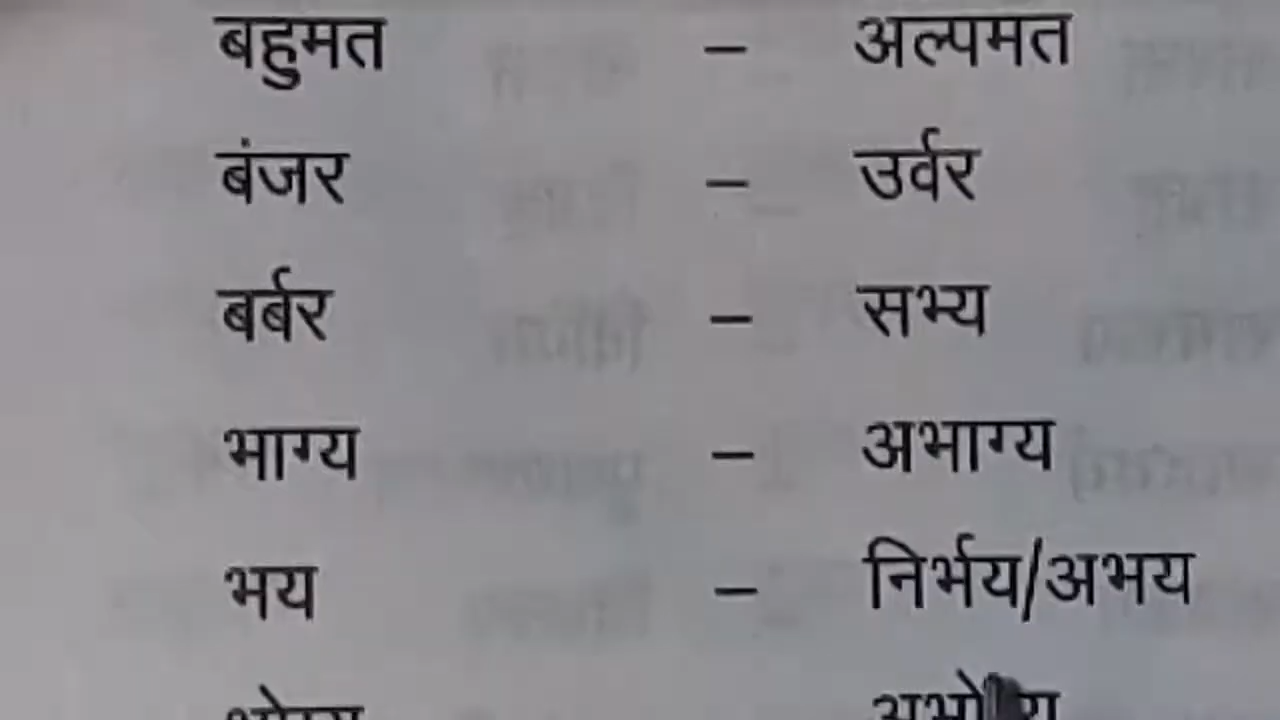 बहुमत – अल्पमत
बंजर – उर्वर
बर्बर – सभ्य
भाग्य – अभाग्य
भय – निर्भय/अभय